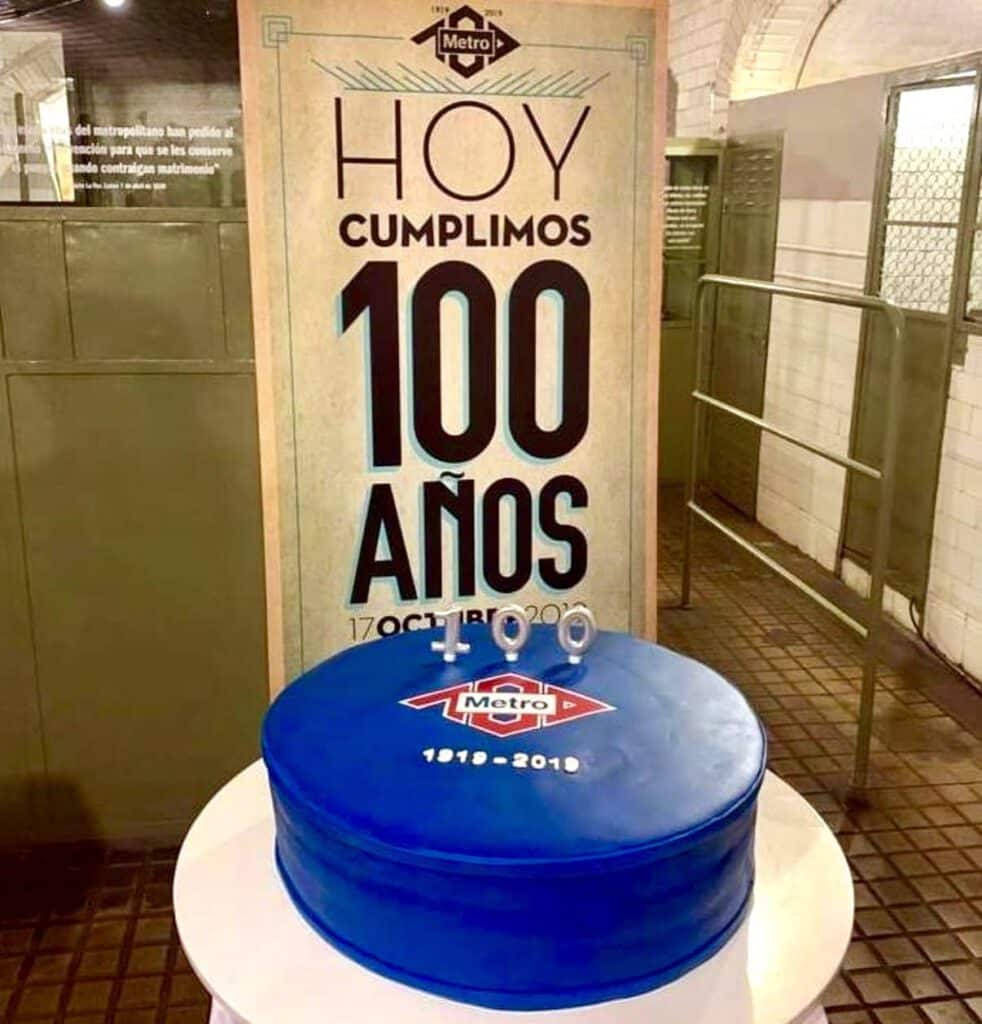 1919 2019
Metro
HOY
CUMPLIMOS
100
AÑOS
17 OCTUBRE 2019
100
Metro
1919-2019
del metropolitano han pedido al
para que se les conserve
contraigan matrimonio"